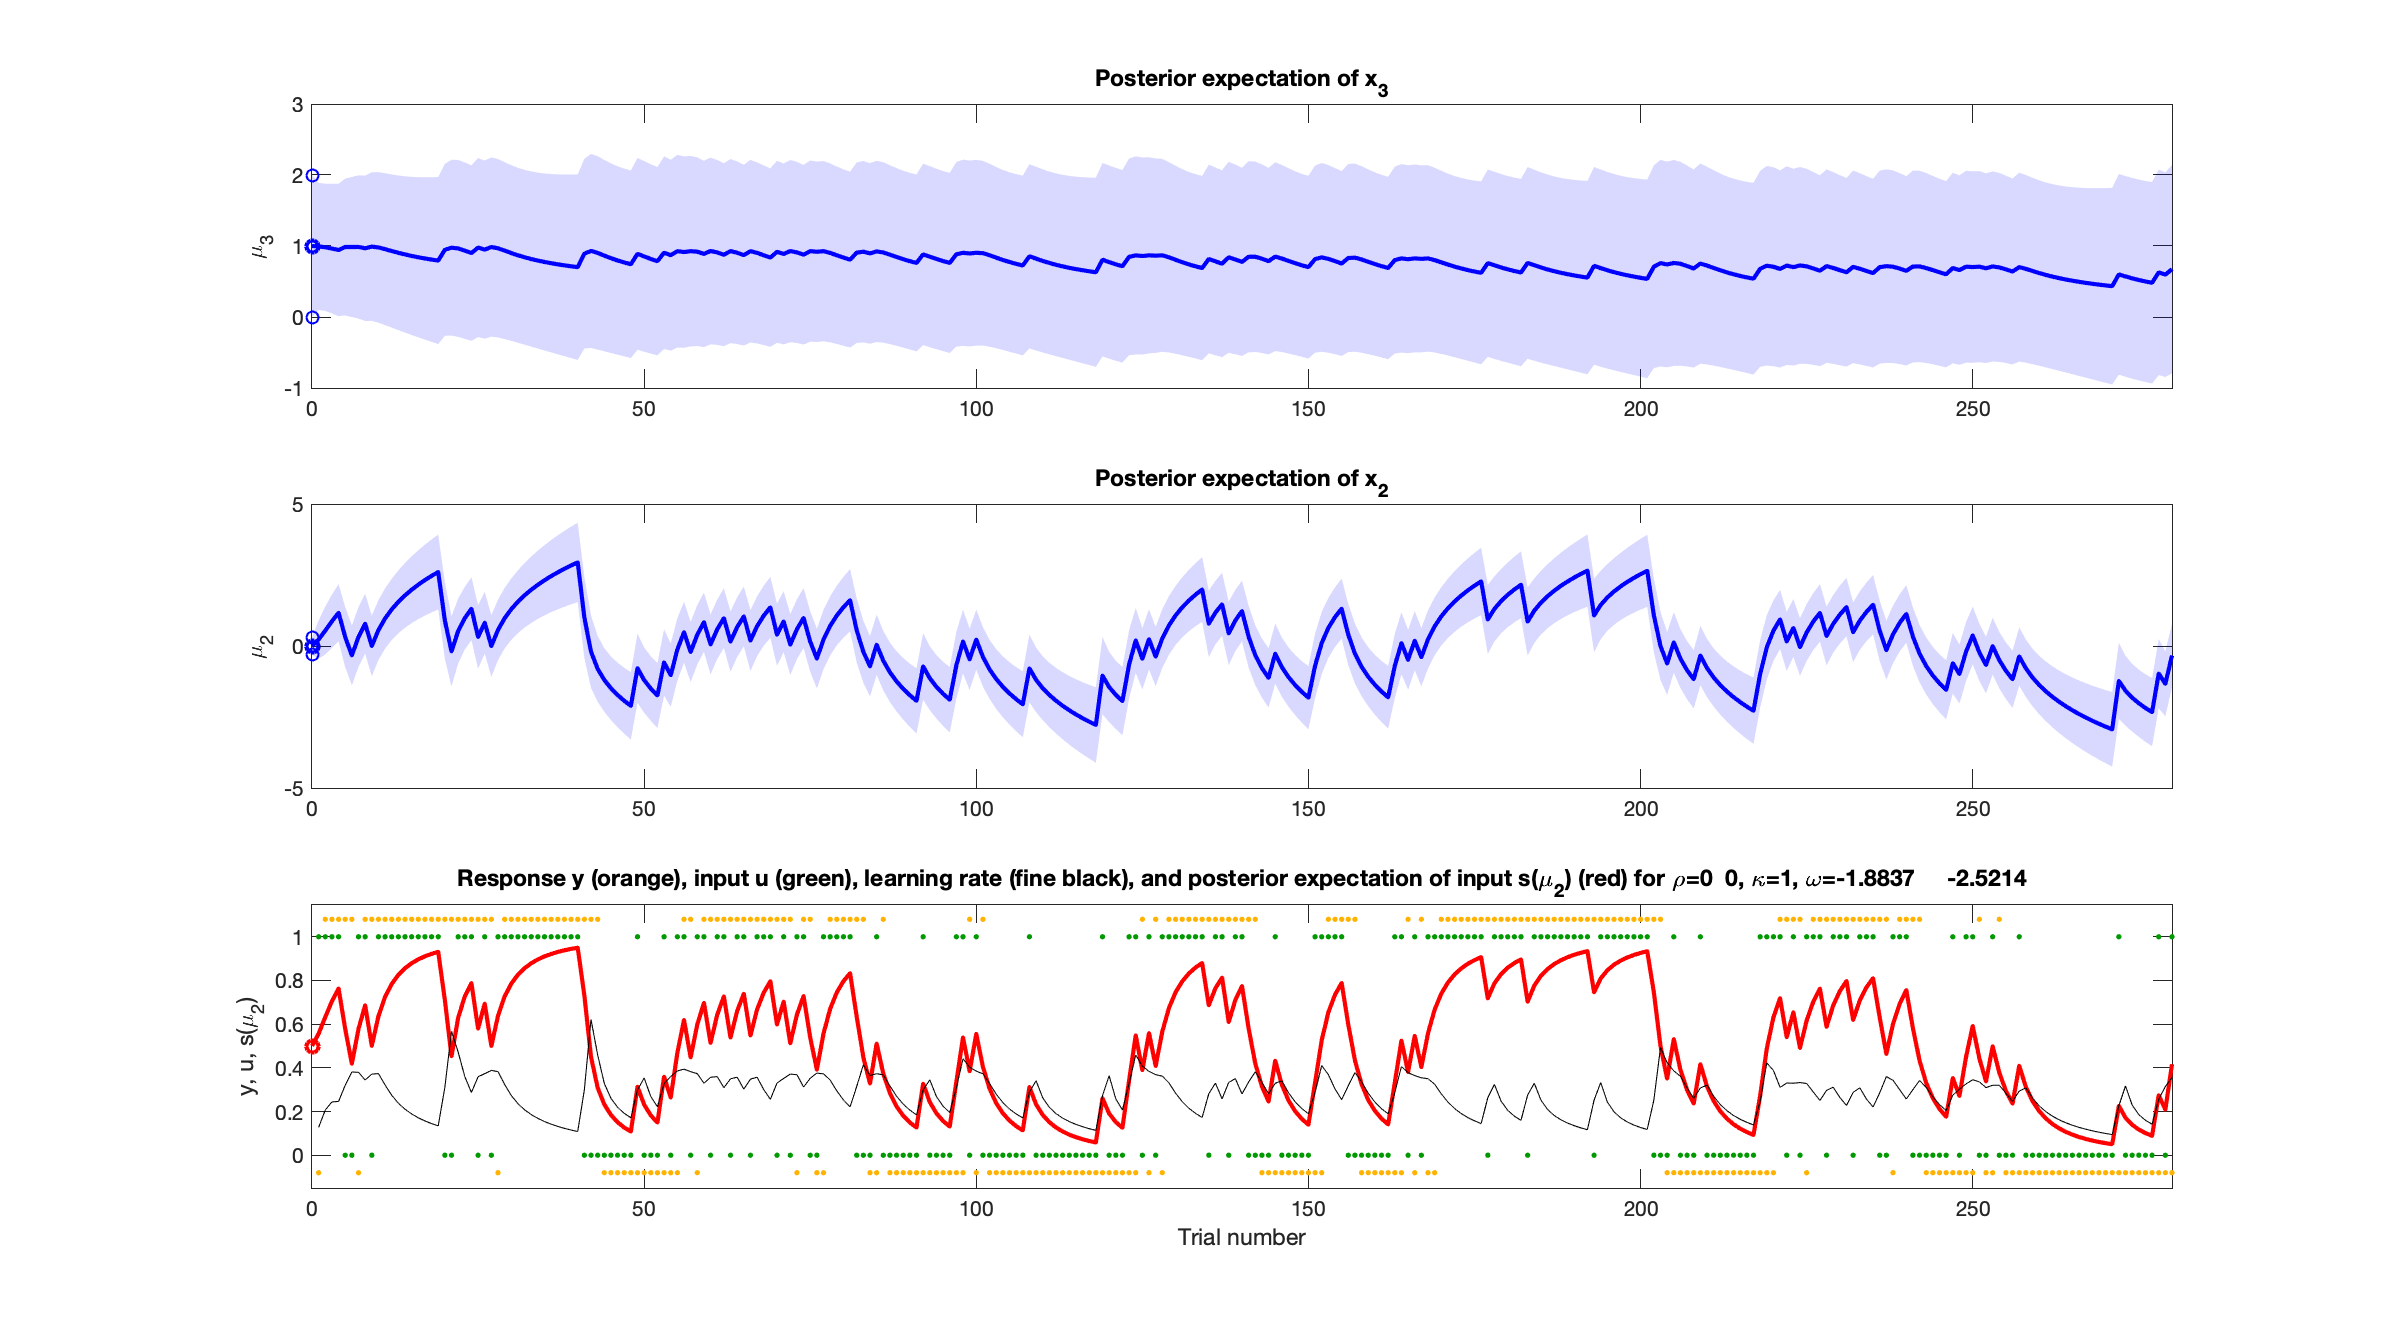 Posterior expectation of x3
3
2
1
0
-1
μ3
0 50 100 150 200 250
Posterior expectation of x2
5
0
-5
μ2
0 50 100 150 200 250
Response y (orange), input u (green), learning rate (fine black), and posterior expectation of input s(μ2) (red) for ρ=0 0, κ=1, ω=-1.8837 -2.5214
1
0.8
0.6
0.4
0.2
0
y, u, s(μ2)
0 50 100 150 200 250
Trial number